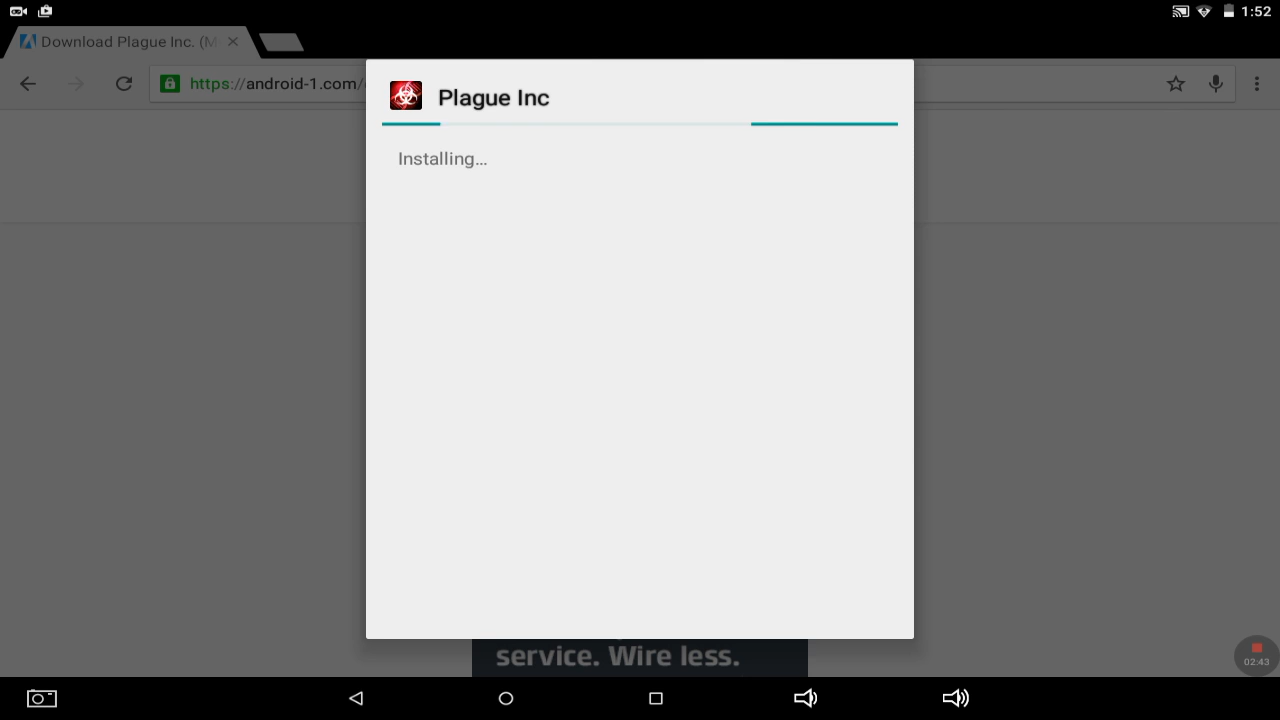 1:52
Download Plague Inc. (M
https://android-1.com/
Plague Inc
Installing...
service. Wire less.
02:43